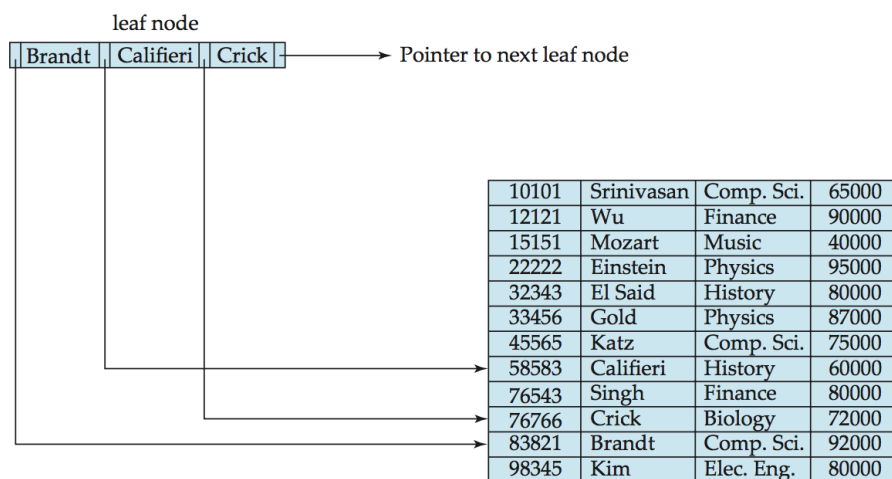 leaf node
Brandt Califieri Crick Pointer to next leaf node
10101 Srinivasan Comp. Sci. 65000
12121 Wu Finance 90000
15151 Mozart Music 40000
22222 Einstein Physics 95000
32343 El Said History 80000
33456 Gold Physics 87000
45565 Katz Comp. Sci. 75000
58583 Califieri History 60000
76543 Singh Finance 80000
76766 Crick Biology 72000
83821 Brandt Comp. Sci. 92000
98345 Kim Elec. Eng. 80000